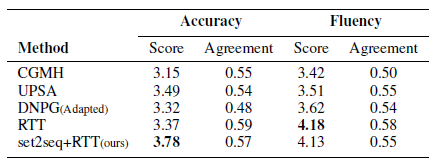 Accuracy Fluency
Method Score Agreement Score Agreement
CGMH 3.15 0.55 3.42 0.50
UPSA 3.49 0.54 3.51 0.55
DNPG(Adapted) 3.32 0.48 3.62 0.54
RTT 3.37 0.59 4.18 0.58
set2seq+RTT(ours) 3.78 0.57 4.13 0.55